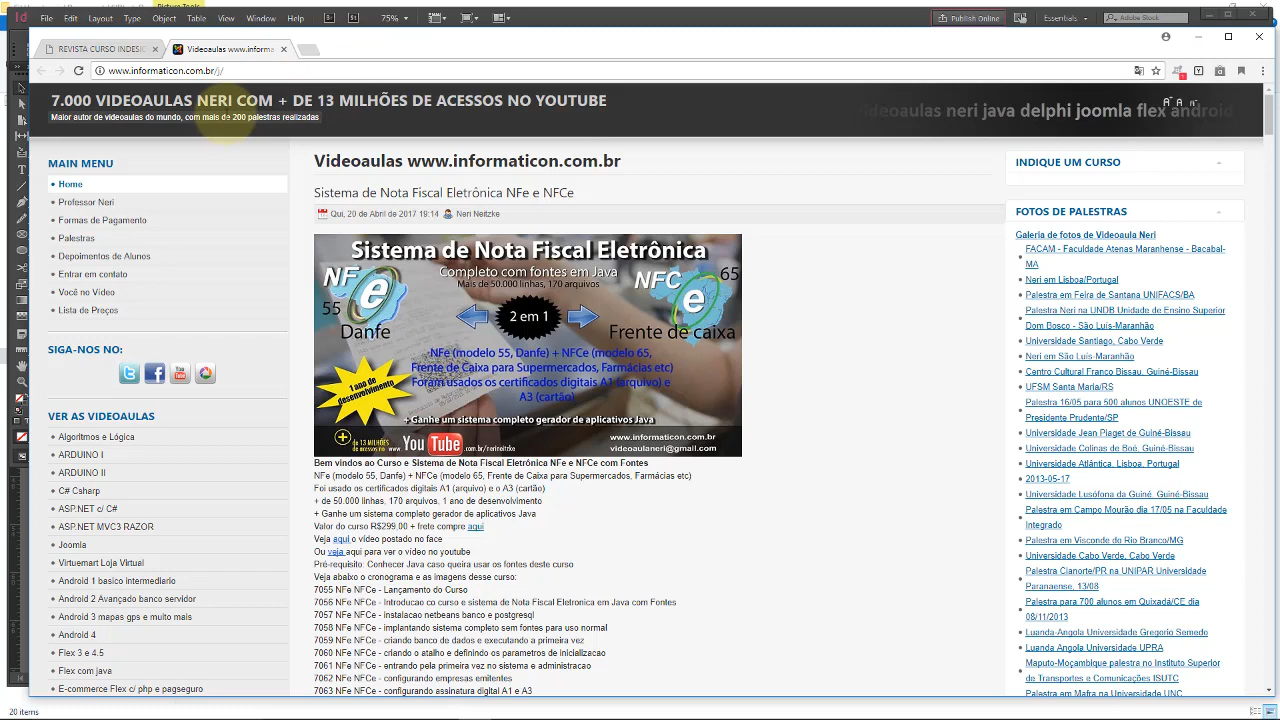 File Edit Layout Type Object Table View Window Help 75% Publish Online Essentials Adobe Stock
REVISTA CURSO INDESI
Videoaulas www.informa
www.informaticon.com.br/j/
7.000 VIDEOAULAS NERI COM + DE 13 MILHÕES DE ACESSOS NO YOUTUBE
Maior autor de videoaulas do mundo, com mais de 200 palestras realizadas
videoaulas neri java delphi joomla flex android
MAIN MENU
Home
Professor Neri
Formas de Pagamento
Palestras
Depoimentos de Alunos
Entrar em contato
Você no Vídeo
Lista de Preços
SIGA-NOS NO:
VER AS VIDEOAULAS
Algoritmos e Lógica
ARDUINO I
ARDUINO II
C# Csharp
ASP.NET c/ C#
ASP.NET MVC3 RAZOR
Joomla
Virtuemart Loja Virtual
Android 1 básico intermediario
Android 2 Avançado banco servido
Android 3 mapas gps e muito mais
Android 4
Flex 3 e 4.5
Flex com java
E-commerce Flex c/ php e pagseguro
Videoaulas www.informaticon.com.br
Sistema de Nota Fiscal Eletrônica NFe e NFCe
Qui, 20 de Abril de 2017 19:14 Neri Neitzke
Sistema de Nota Fiscal Eletrônica
Completo com fontes em Java
Mais de 50.000 linhas, 170 arquivos
NF e
55
Danfe
2 em 1
NFC e
65
Frente de caixa
NFe (modelo 55, Danfe) + NFCe (modelo 65,
Frente de Caixa para Supermercados, Farmácias etc)
Foram usados os certificados digitais A1 (arquivo) e o
A3 (cartão)
1 ano de
desenvolvimento
+ Ganhe um sistema completo gerador de aplicativos Java
+ de 13 MILHÕES
de acessos no YouTube .com.br/nerineitzke
www.informaticon.com.br
videoaulaneri@gmail.com
Bem vindos ao Curso e Sistema de Nota Fiscal Eletrônica NFe e NFCe com Fontes
NFe (modelo 55, Danfe) + NFCe (modelo 65, Frente de Caixa para Supermercados, Farmácias etc)
Foi usado os certificados digitais A1 (arquivo) e o A3 (cartão)
+ de 50.000 linhas, 170 arquivos, 1 ano de desenvolvimento
+ Ganhe um sistema completo gerador de aplicativos Java
Valor do curso R$299,00 + frete compre aqui
Veja aqui o vídeo postado no face
Ou veja aqui para ver o vídeo no youtube
Pré-requisito: Conhecer Java caso queira usar os fontes deste curso
Veja abaixo o cronograma e as inéditas desse curso:
7055 NFe NFCe - Lançamento do Curso
7056 NFe NFCe - Introducao co curso e sistema de Nota Fiscal Eletronica em Java com Fontes
7057 NFe NFCe - instalacao netbeans banco e postgresql
7058 NFe NFCe - implantando sistema completo sem fontes para uso normal
7059 NFe NFCe - criando banco de dados e executando a primeira vez
7060 NFe NFCe - criando o atalho e definindo os parametros de inicializacao
7061 NFe NFCe - entrando pela primeira vez no sistema e administracao
7062 NFe NFCe - configurando empresas emitentes
7063 NFe NFCe - configurando assinatura digital A1 e A3
INDIQUE UM CURSO
FOTOS DE PALESTRAS
Galeria de fotos de Videoaula Neri
FACAM - Faculdade Atenas Maranhense - Bacabal-
MA
Neri em Lisboa/Portugal
Palestra em Feira de Santana UNIFACS/BA
Palestra Neri na UNDB Unidade de Ensino Superior
Dom Bosco - São Luís-Maranhão
Universidade Santiago, Cabo Verde
Neri em São Luís-Maranhão
Centro Cultural Franco Bissau, Guiné-Bissau
UFSM Santa Maria/RS
Palestra 16/05 para 500 alunos UNOESTE de
Presidente Prudente/SP
Universidade Jean Piaget de Guiné-Bissau
Universidade Colinas de Boé, Guiné-Bissau
Universidade Atlântica, Lisboa, Portugal
2013-05-17
Universidade Lusófona da Guiné, Guiné-Bissau
Palestra em Campo Mourão dia 17/05 na Faculdade
Integrado
Palestra em Visconde do Rio Branco/MG
Universidade Cabo Verde, Cabo Verde
Palestra Cianorte/PR na UNIPAR Universidade
Paranaense, 13/08
Palestra para 700 alunos em Quixadá/CE dia
08/11/2013
Luanda-Angola Universidade Gregorio Semedo
Luanda Angola Universidade UPRA
Maputo-Moçambique palestra no Instituto Superior
de Transportes e Comunicações ISUTC
Palestra em Mafra na Universidade UNC
20 items